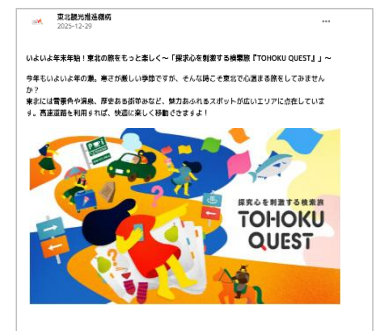 東北観光推進機構
2025-12-29
いよいよ年末年始！東北の旅をもっと楽しく～「探求心を刺激する検索旅『TOHOKU QUEST』」～
今年もいよいよ年の瀬。寒さが厳しい季節ですが、そんな時こそ東北で心温まる旅をしてみません
か？
東北には雪景色や温泉、歴史ある街並みなど、魅力あふれるスポットが広いエリアに点在していま
す。高速道路を利用すれば、快適に楽しく移動できますよ！
探究心を刺激する検索旅
TOHOKU
QUEST